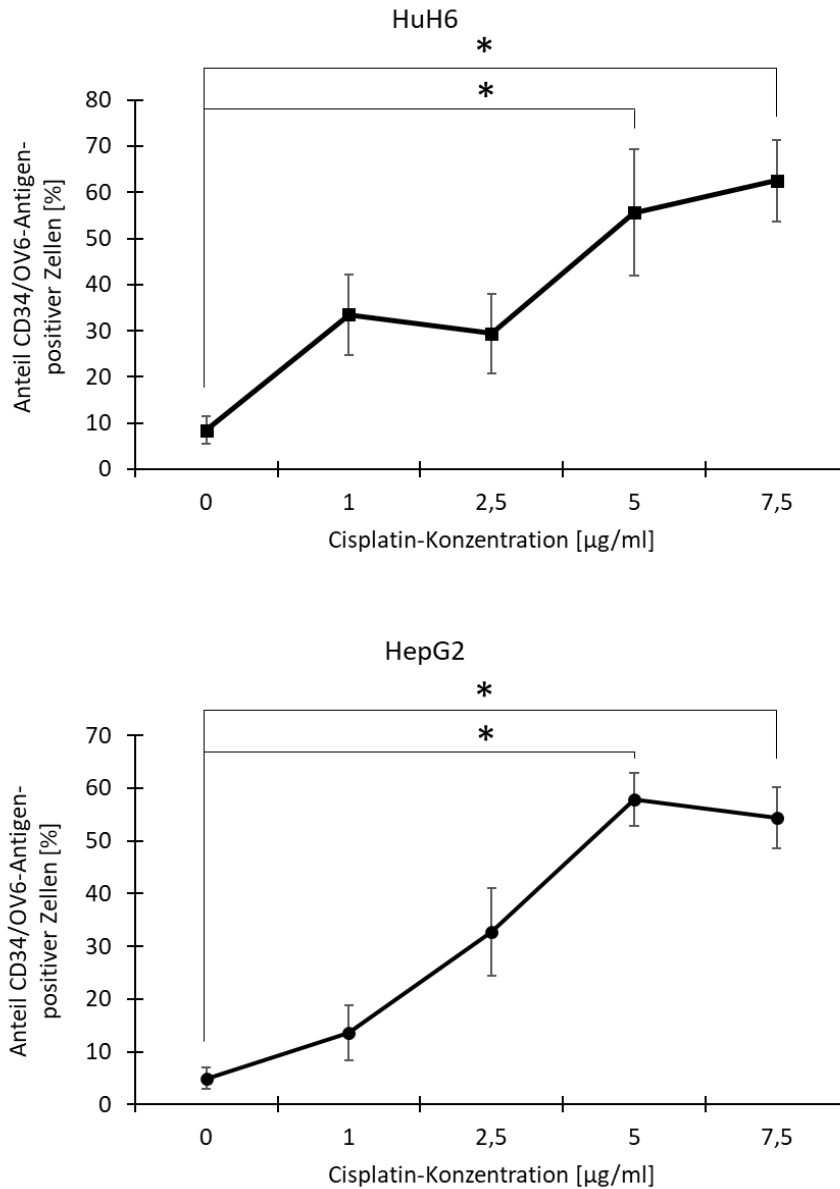 HuH6
*
*
80
70
60
50
40
30
20
10
0
Anteil CD34/OV6-Antigen-
positiver Zellen [%]
0 1 2,5 5 7,5
Cisplatin-Konzentration [µg/ml]
HepG2
*
*
70
60
50
40
30
20
10
0
Anteil CD34/OV6-Antigen-
positiver Zellen [%]
0 1 2,5 5 7,5
Cisplatin-Konzentration [µg/ml]